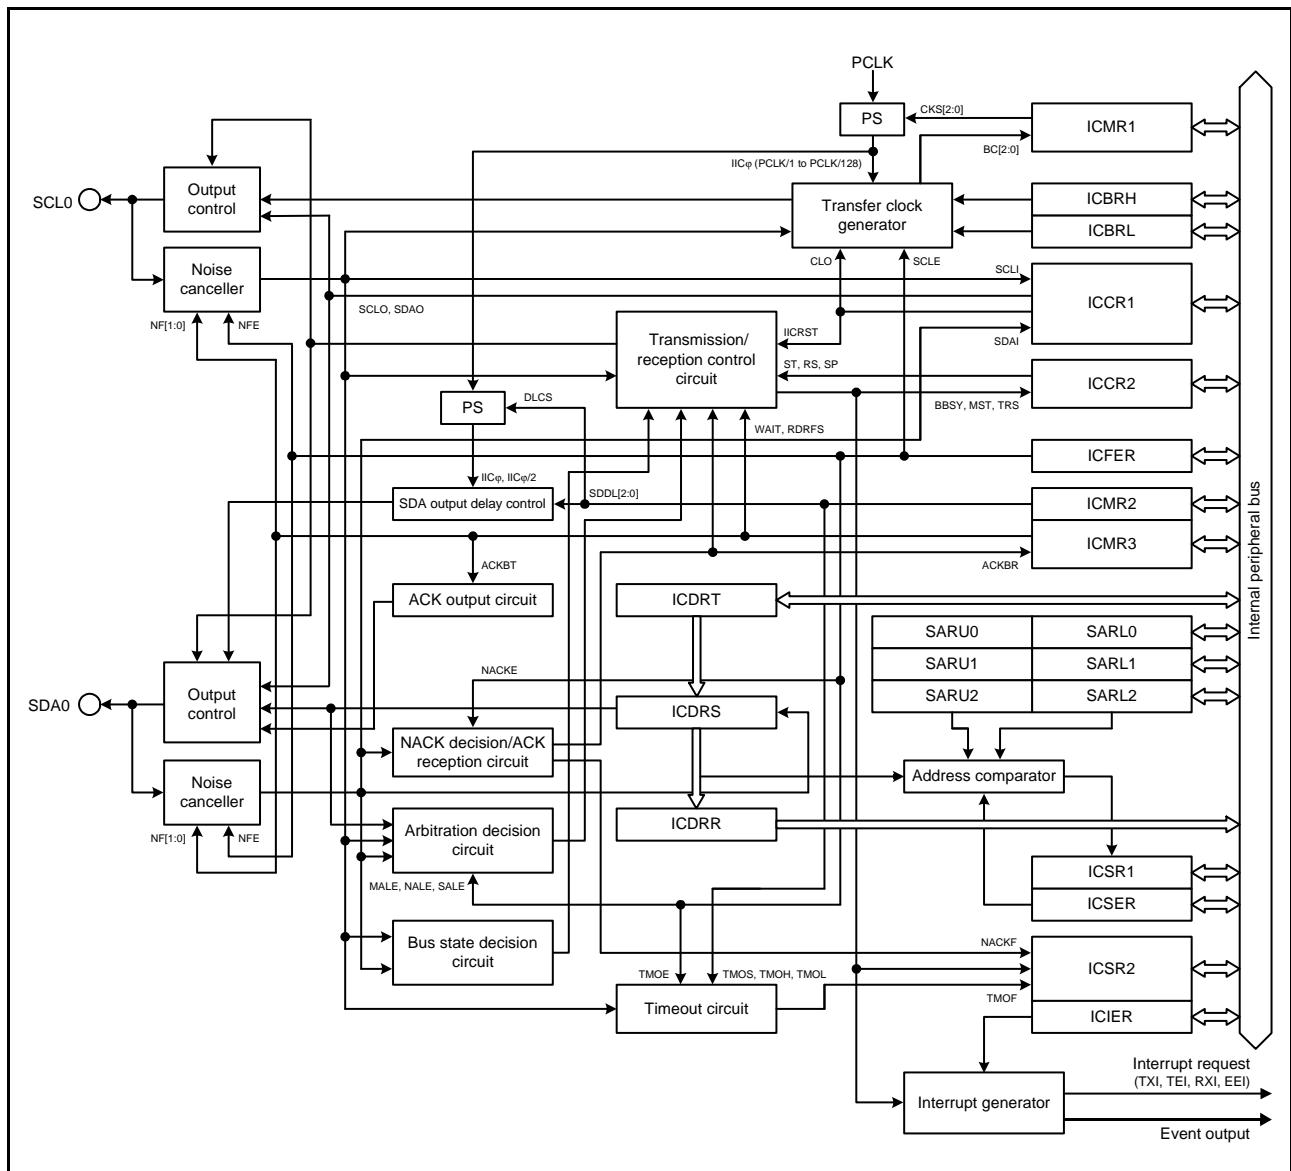 PCLK
PS
CKS[2:0]
ICMR1
BC[2:0]
IICφ (PCLK/1 to PCLK/128)
SCL0
Output
control
Transfer clock
generator
ICBRH
ICBRL
Noise
canceller
CLO
SCLE
SCLI
ICCR1
SCLO, SDAO
NF[1:0]
NFE
Transmission/
reception control
circuit
IICRST
SDAI
ST, RS, SP
ICCR2
BBSY, MST, TRS
PS
DLCS
WAIT, RDRFS
ICFER
IICφ, IICφ/2
SDA output delay control
SDDL[2:0]
ICMR2
ICMR3
ACKBT
ACKBR
ACK output circuit
ICDRT
Internal peripheral bus
SARU0
SARL0
SARU1
SARL1
SARU2
SARL2
NACKE
SDA0
Output
control
ICDRS
NACK decision/ACK
reception circuit
Address comparator
Noise
canceller
ICDRR
NF[1:0]
NFE
Arbitration decision
circuit
MALE, NALE, SALE
ICSR1
ICSER
Bus state decision
circuit
NACKF
ICSR2
TMOE
TMOS, TMOH, TMOL
TMOF
Timeout circuit
ICIER
Interrupt generator
Interrupt request
(TXI, TEI, RXI, EEI)
Event output